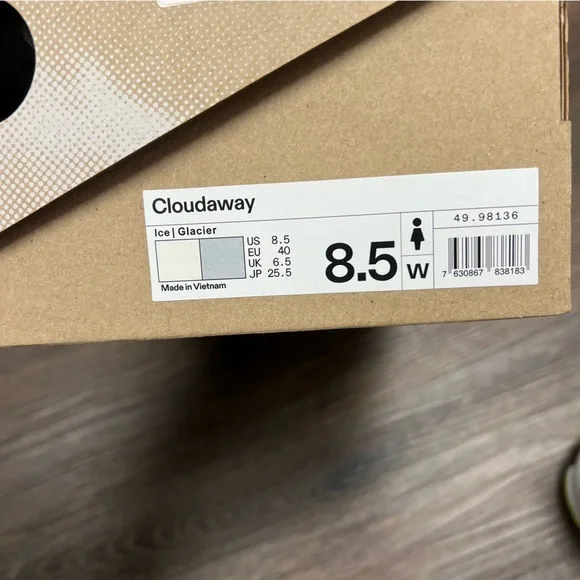 Cloudaway
Ice | Glacier
US 8.5
EU 40
UK 6.5
JP 25.5
Made in Vietnam
8.5
W
49.98136
7 630867 838183